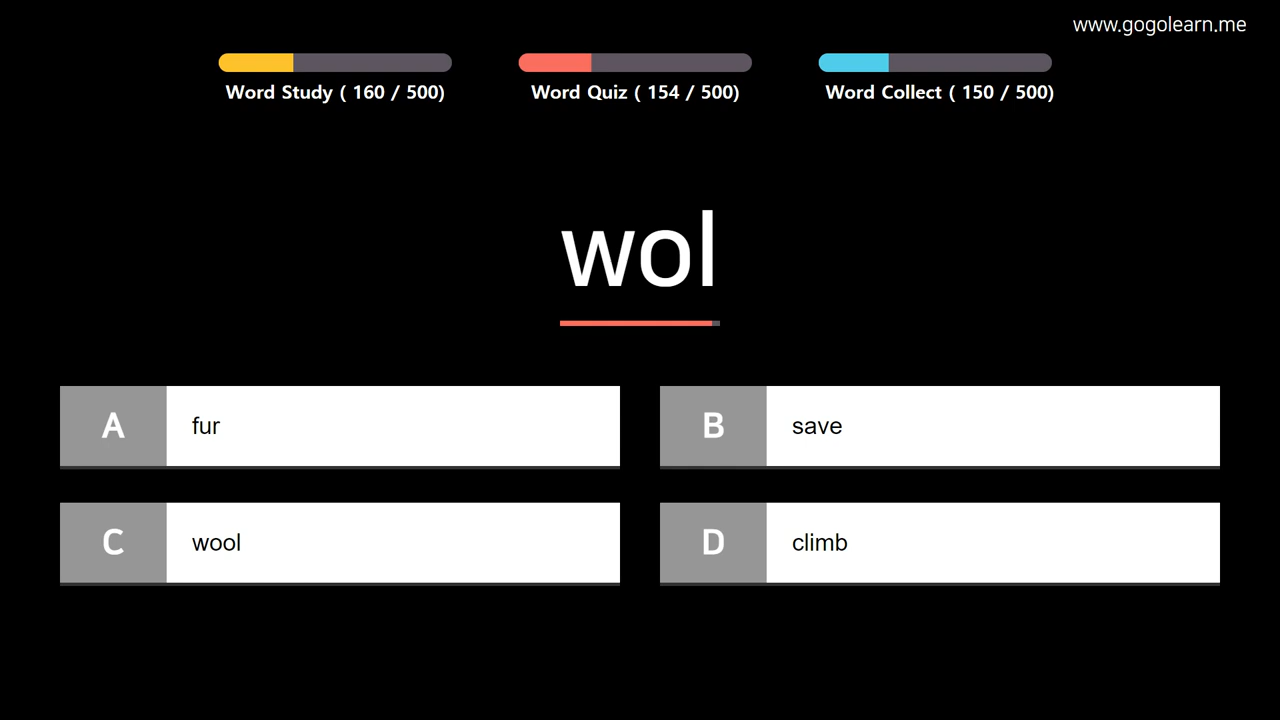 www.gogolearn.me
Word Study ( 160 / 500)
Word Quiz ( 154 / 500)
Word Collect ( 150 / 500)
wol
A fur
B save
C wool
D climb